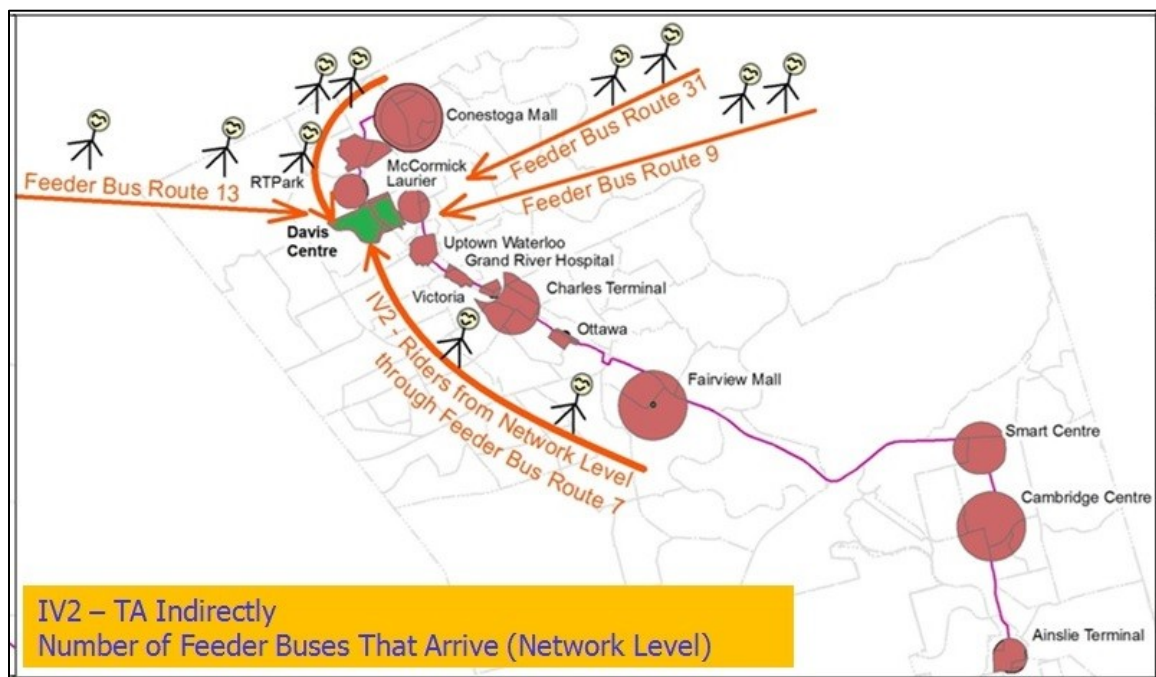 Conestoga Mall
Feeder Bus Route 31
Feeder Bus Route 9
McCormick
Laurier
RTPark
Feeder Bus Route 13
Davis
Centre
Uptown Waterloo
Grand River Hospital
Victoria
Charles Terminal
Ottawa
IV2 - Riders from Network Level
through Feeder Bus Route 7
Fairview Mall
Smart Centre
Cambridge Centre
Ainslie Terminal
IV2 – TA Indirectly
Number of Feeder Buses That Arrive (Network Level)